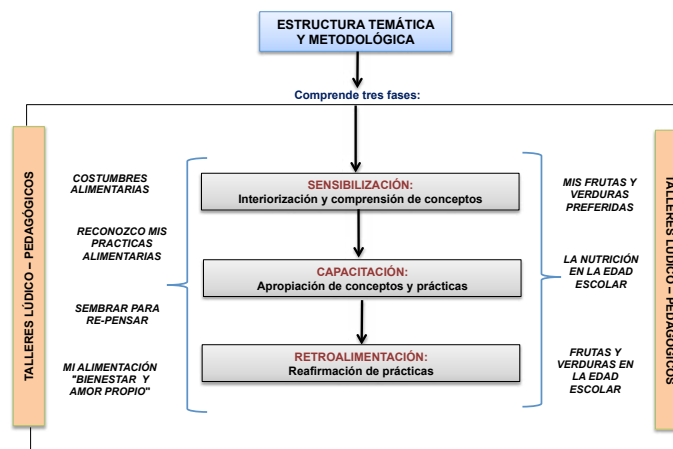 ESTRUCTURA TEMÁTICA
Y METODOLÓGICA
Comprende tres fases:
TALLERES LÚDICO – PEDAGÓGICOS
COSTUMBRES
ALIMENTARIAS
RECONOZCO MIS
PRACTICAS
ALIMENTARIAS
SEMBRAR PARA
RE-PENSAR
MI ALIMENTACIÓN
"BIENESTAR Y
AMOR PROPIO"
SENSIBILIZACIÓN:
Interiorización y comprensión de conceptos
CAPACITACIÓN:
Apropiación de conceptos y prácticas
RETROALIMENTACIÓN:
Reafirmación de prácticas
MIS FRUTAS Y
VERDURAS
PREFERIDAS
LA NUTRICIÓN
EN LA EDAD
ESCOLAR
FRUTAS Y
VERDURAS EN
LA EDAD
ESCOLAR
TALLERES LÚDICO – PEDAGÓGICOS